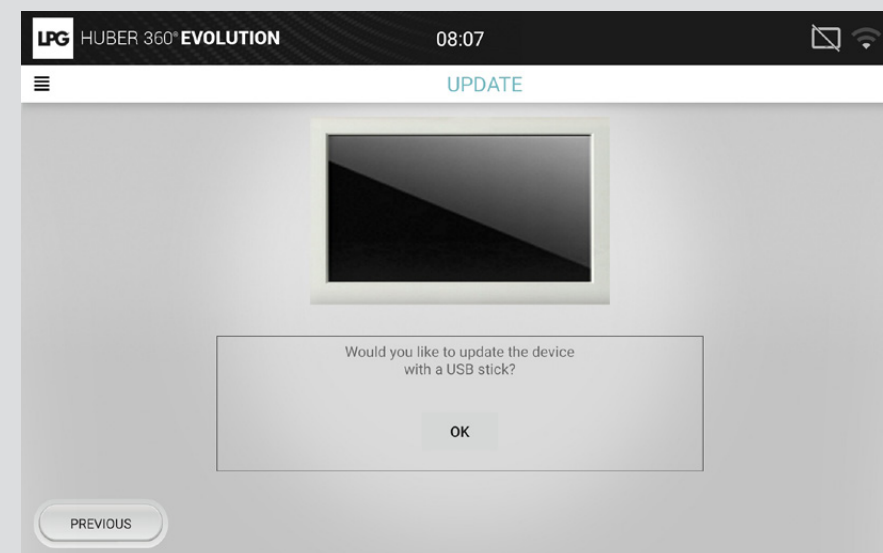 LPG HUBER 360® EVOLUTION 08:07
UPDATE
Would you like to update the device
with a USB stick?
OK
PREVIOUS